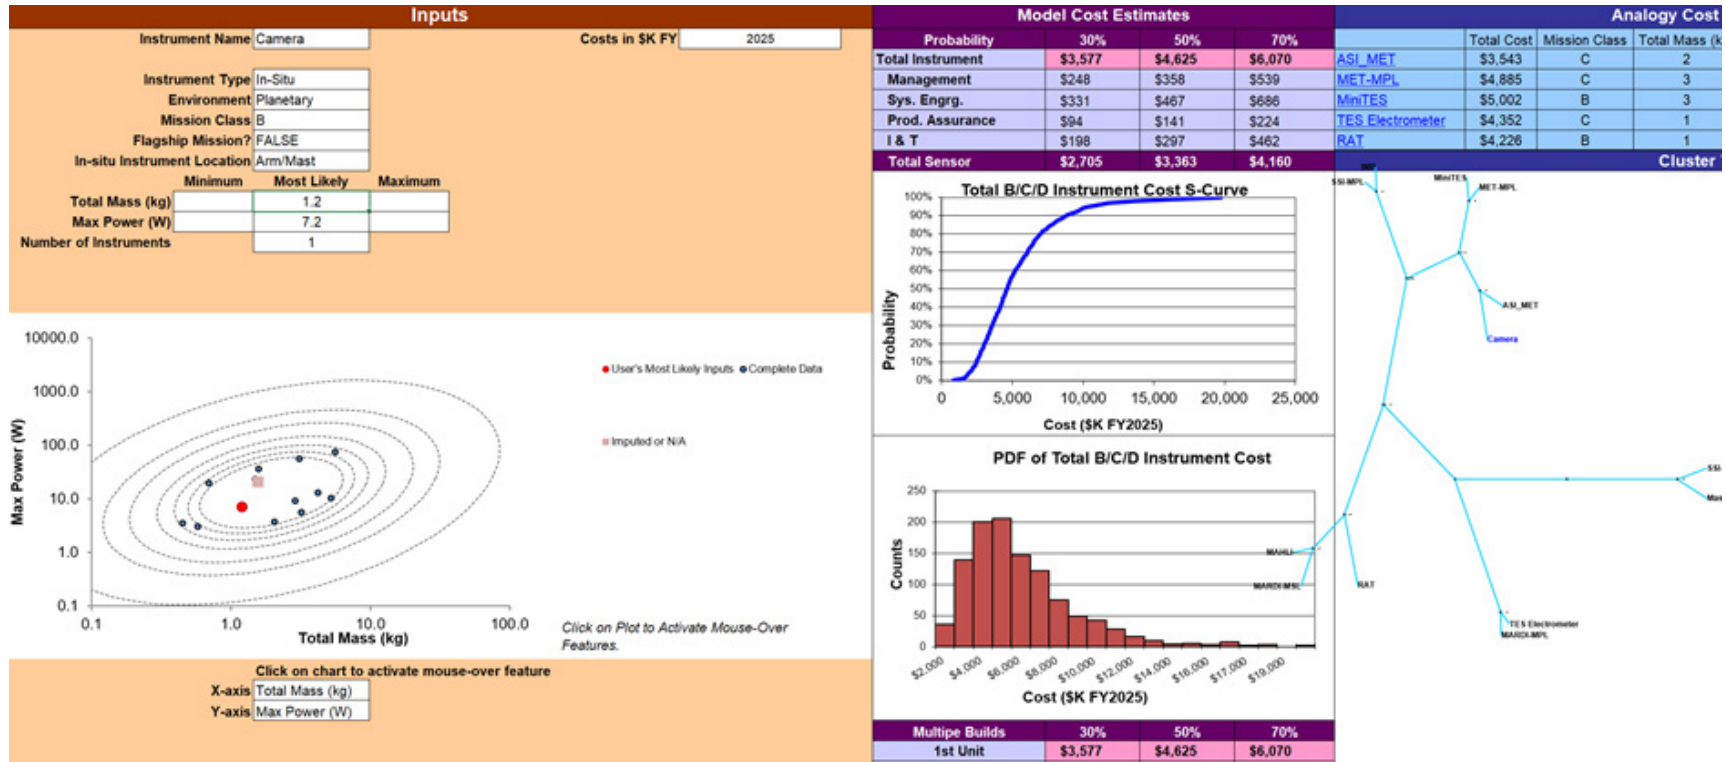 Inputs
Instrument Name Camera Costs in $K FY 2025
Instrument Type In-Situ
Environment Planetary
Mission Class B
Flagship Mission? FALSE
In-situ Instrument Location Arm/Mast
Minimum Most Likely Maximum
Total Mass (kg) 1.2
Max Power (W) 7.2
Number of Instruments 1
10000.0
1000.0
100.0
10.0
1.0
0.1
Max Power (W)
0.1 1.0 10.0 100.0
Total Mass (kg)
User's Most Likely Inputs Complete Data
Imputed or N/A
Click on Plot to Activate Mouse-Over
Features.
Click on chart to activate mouse-over feature
X-axis Total Mass (kg)
Y-axis Max Power (W)
Model Cost Estimates
Probability 30% 50% 70%
Total Instrument $3,577 $4,625 $6,070
Management $248 $358 $539
Sys. Engrg. $331 $467 $686
Prod. Assurance $94 $141 $224
I & T $198 $297 $462
Total Sensor $2,705 $3,363 $4,160
Total B/C/D Instrument Cost S-Curve
100%
90%
80%
70%
60%
50%
40%
30%
20%
10%
0%
Probability
0 5,000 10,000 15,000 20,000 25,000
Cost ($K FY2025)
PDF of Total B/C/D Instrument Cost
250
200
150
100
50
0
Counts
$2,000 $4,000 $6,000 $8,000 $10,000 $12,000 $14,000 $16,000 $17,000 $19,000
Cost ($K FY2025)
Multipe Builds 30% 50% 70%
1st Unit $3,577 $4,625 $6,070
Analogy Cost
Total Cost Mission Class Total Mass (k
ASI_MET $3,543 C 2
MET-MPL $4,885 C 3
MiniTES $5,002 B 3
TES Electrometer $4,352 C 1
RAT $4,226 B 1
Cluster
SSI-MPL
MiniTES
MET-MPL
ASI_MET
Camera
SSI
MAHLI
MARDI-MSL
RAT
TES Electrometer
MARDI-MPL